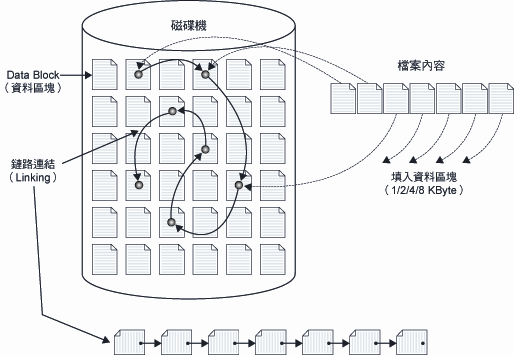 磁碟機
檔案內容
Data Block
（資料區塊）
鏈路連結
（Linking）
填入資料區塊
（1/2/4/8 KByte）